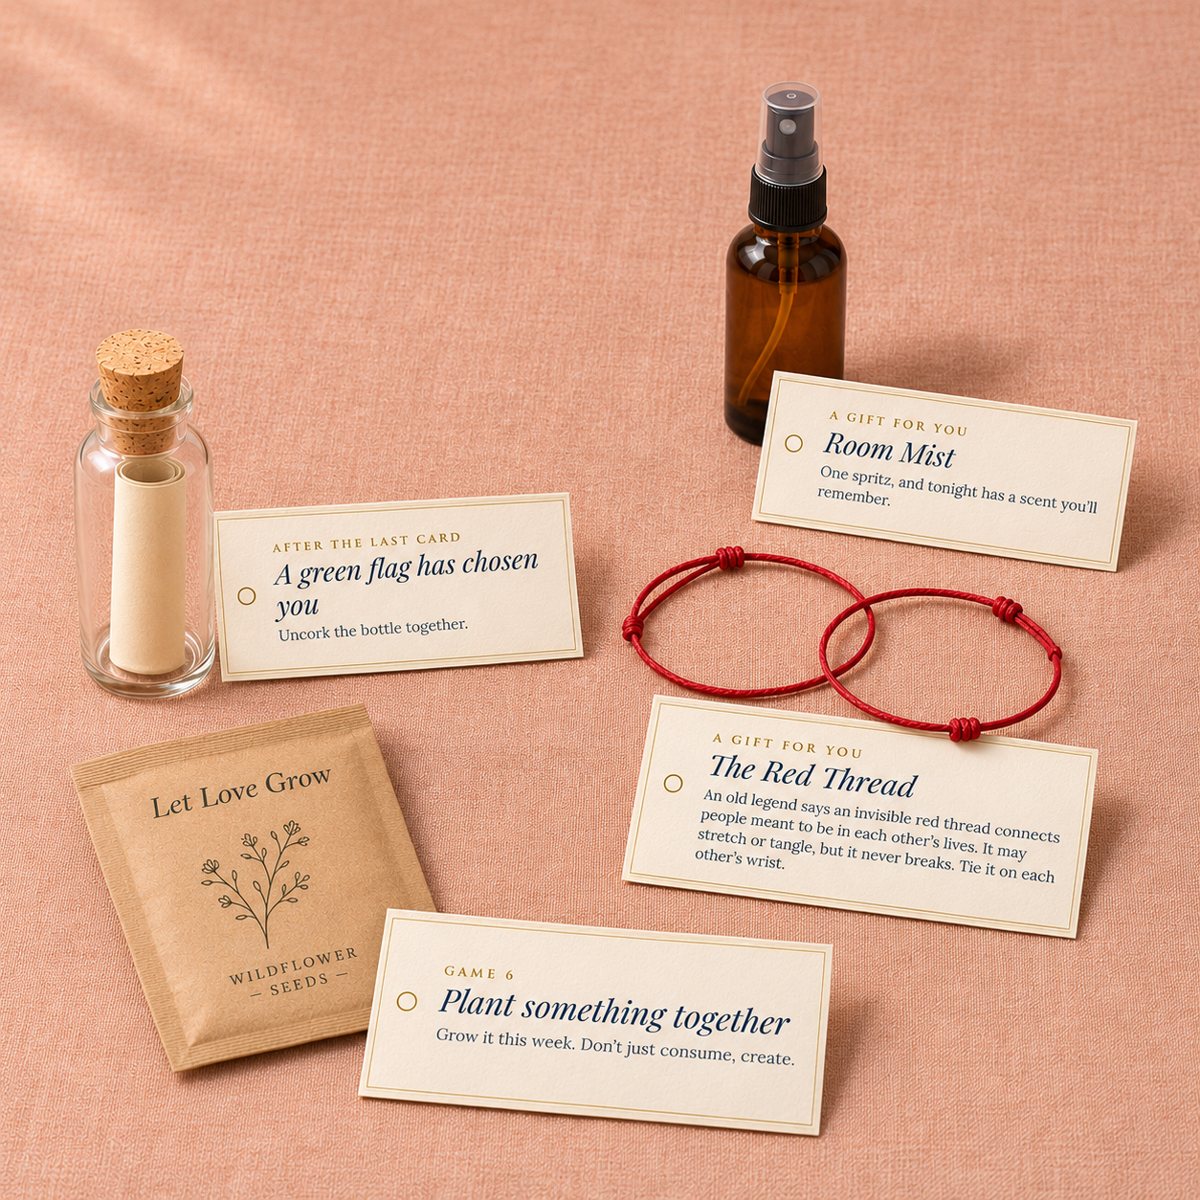 A GIFT FOR YOU
Room Mist
One spritz, and tonight has a scent you'll
remember.
AFTER THE LAST CARD
A green flag has chosen
you
Uncork the bottle together.
A GIFT FOR YOU
The Red Thread
An old legend says an invisible red thread connects
people meant to be in each other's lives. It may
stretch or tangle, but it never breaks. Tie it on each
other's wrist.
Let Love Grow
WILDFLOWER
— SEEDS —
GAME 6
Plant something together
Grow it this week. Don't just consume, create.